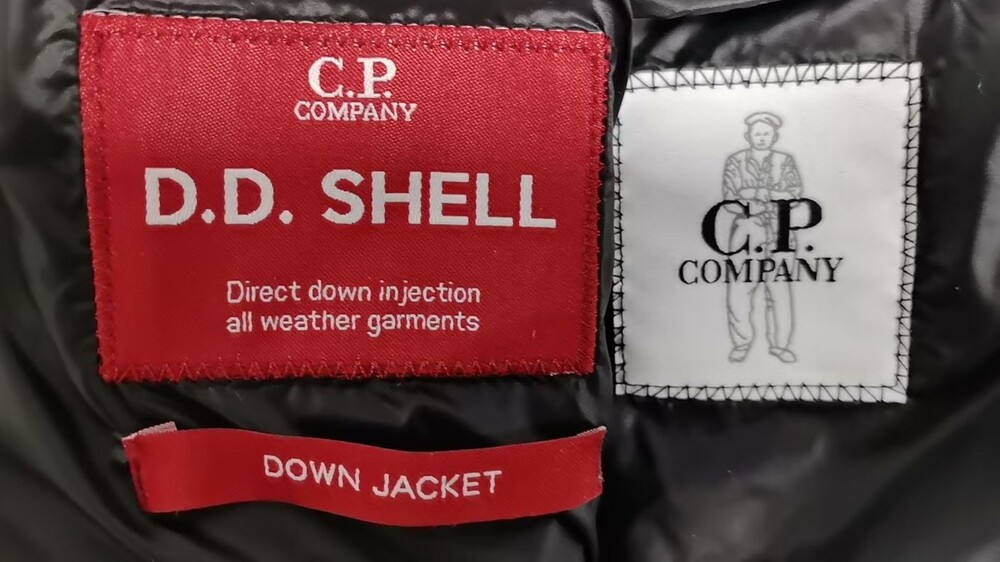 C.P.
COMPANY
D.D. SHELL
Direct down injection
all weather garments
DOWN JACKET
C.P.
COMPANY